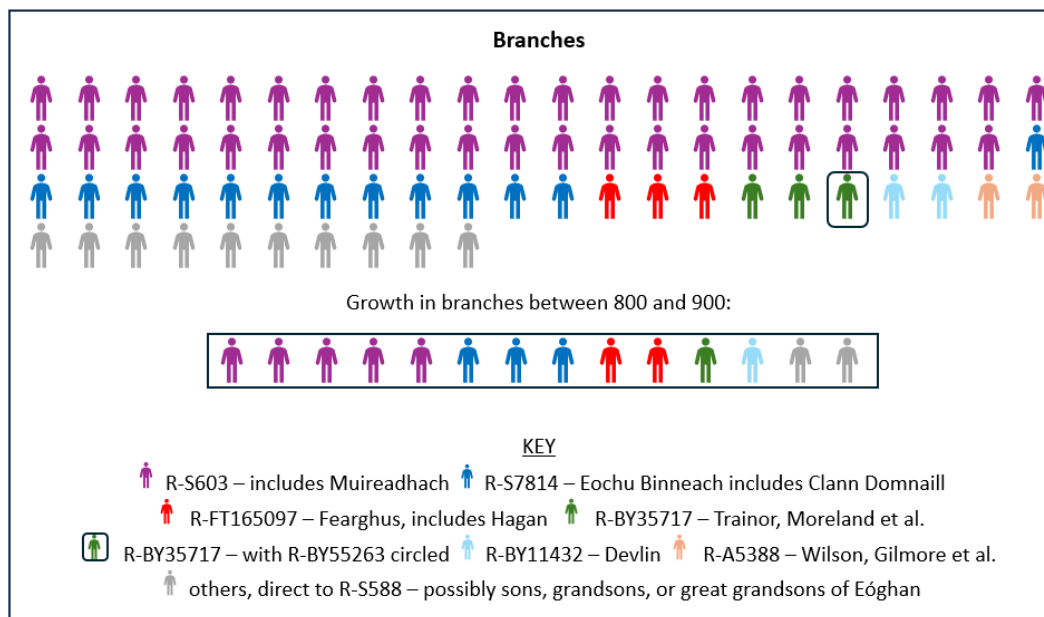 Branches
Growth in branches between 800 and 900:
KEY
R-S603 – includes Muireadhach R-S7814 – Eochu Binneach includes Clann Domnaill
R-FT165097 – Fearghus, includes Hagan R-BY35717 – Trainor, Moreland et al.
R-BY35717 – with R-BY55263 circled R-BY11432 – Devlin R-A5388 – Wilson, Gilmore et al.
others, direct to R-S588 – possibly sons, grandsons, or great grandsons of Eóghan